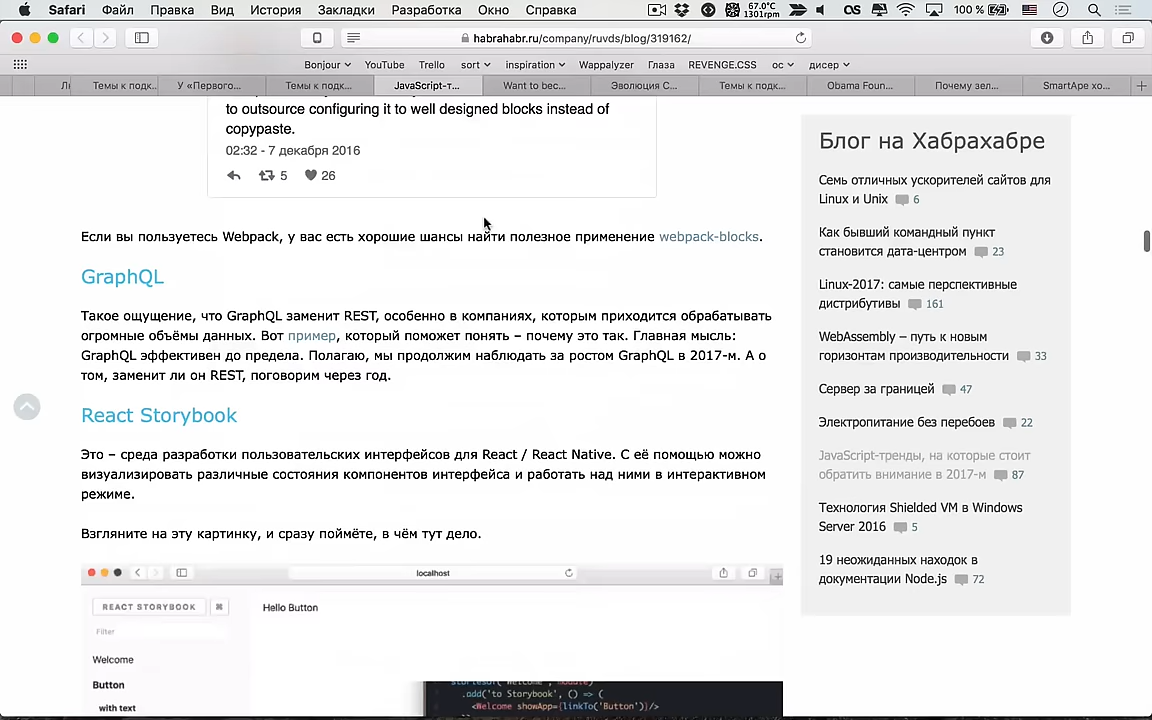 Safari Файл Правка Вид История Закладки Разработка Окно Справка 67.0°C 1301rpm 100 %
habrahabr.ru/company/ruvds/blog/319162/
Bonjour YouTube Trello sort inspiration Wappalyzer Глаза REVENGE.CSS ос дисер
Темы к подк... У «Первого... Темы к подк... JavaScript-т... Want to bec... Эволюция С... Темы к подк... Obama Foun... Почему зел... SmartApe хо...
to outsource configuring it to well designed blocks instead of
copypaste.
02:32 - 7 декабря 2016
5 26
Если вы пользуетесь Webpack, у вас есть хорошие шансы найти полезное применение webpack-blocks.
GraphQL
Такое ощущение, что GraphQL заменит REST, особенно в компаниях, которым приходится обрабатывать
огромные объёмы данных. Вот пример, который поможет понять – почему это так. Главная мысль:
GraphQL эффективен до предела. Полагаю, мы продолжим наблюдать за ростом GraphQL в 2017-м. А о
том, заменит ли он REST, поговорим через год.
React Storybook
Это – среда разработки пользовательских интерфейсов для React / React Native. С её помощью можно
визуализировать различные состояния компонентов интерфейса и работать над ними в интерактивном
режиме.
Взгляните на эту картинку, и сразу поймёте, в чём тут дело.
localhost
REACT STORYBOOK
Hello Button
Filter
Welcome
Button
with text
.add('to Storybook', () => (
<Welcome showApp={linkTo('Button')}/>
Блог на Хабрахабре
Семь отличных ускорителей сайтов для
Linux и Unix 6
Как бывший командный пункт
становится дата-центром 23
Linux-2017: самые перспективные
дистрибутивы 161
WebAssembly – путь к новым
горизонтам производительности 33
Сервер за границей 47
Электропитание без перебоев 22
JavaScript-тренды, на которые стоит
обратить внимание в 2017-м 87
Технология Shielded VM в Windows
Server 2016 5
19 неожиданных находок в
документации Node.js 72